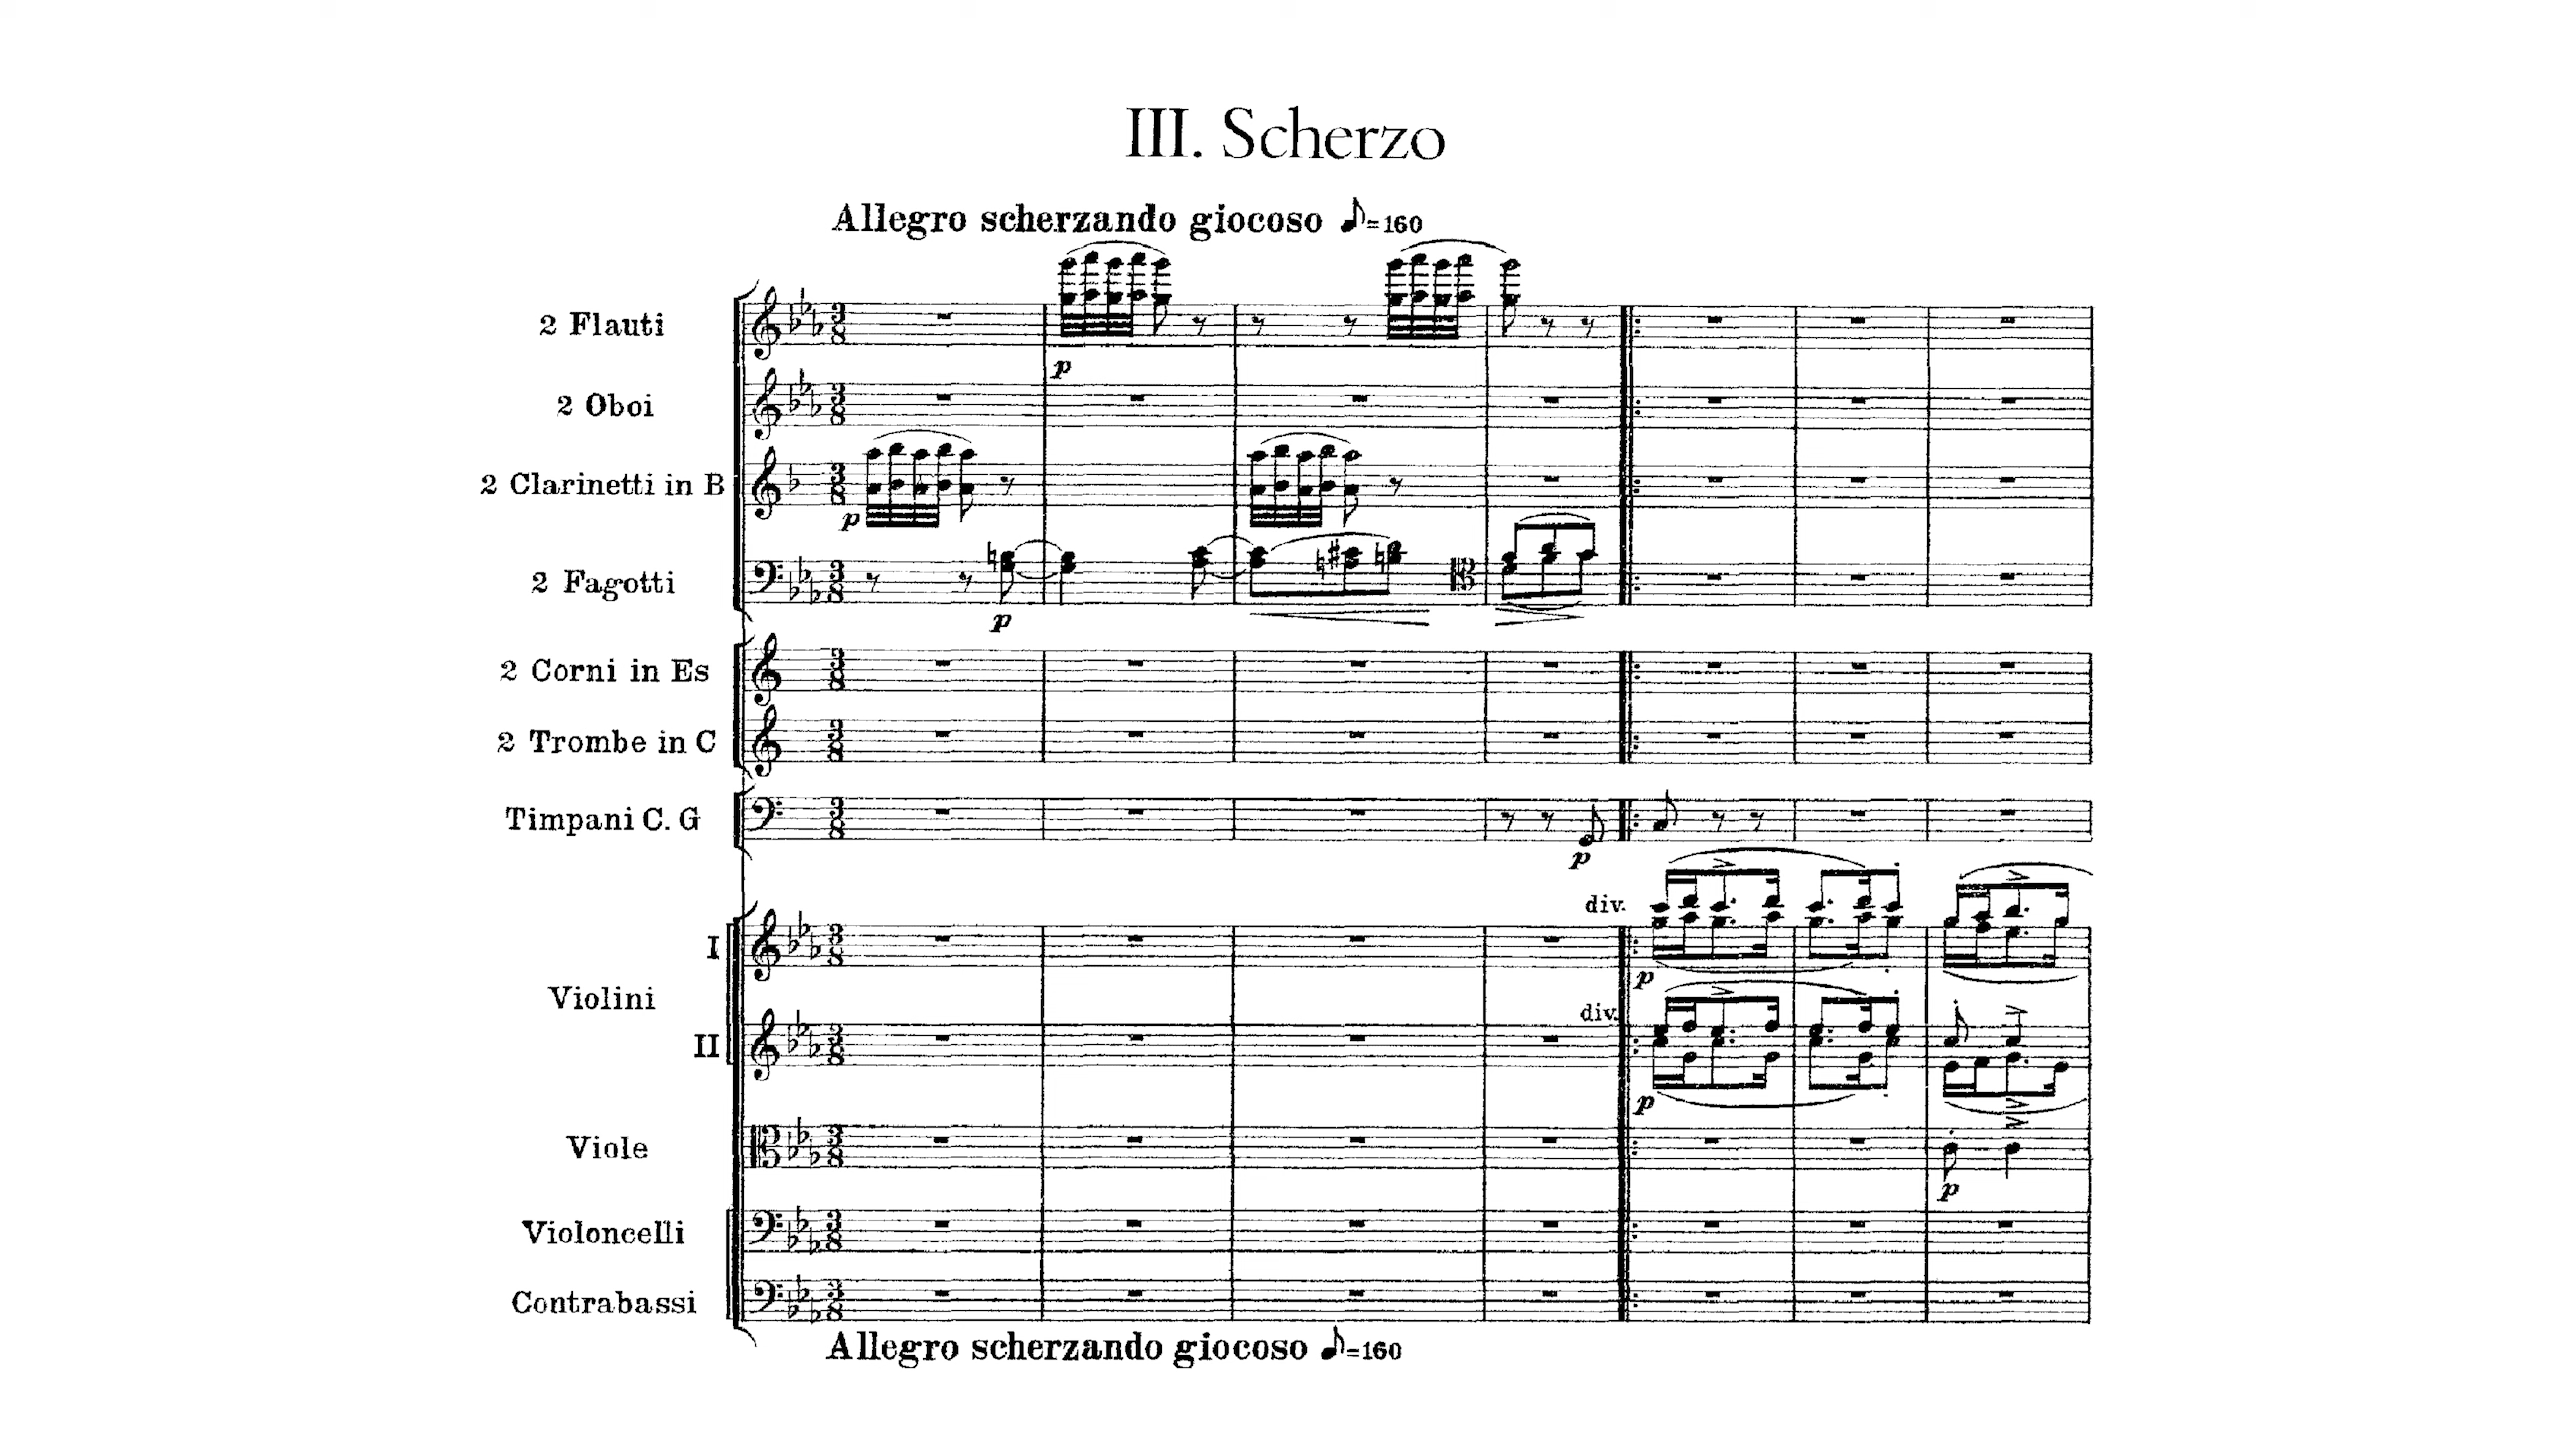 III. Scherzo
Allegro scherzando giocoso ♪=160
2 Flauti
p
2 Oboi
2 Clarinetti in B
p
2 Fagotti
p
2 Corni in Es
2 Trombe in C
Timpani C. G
p
div.
I
p
Violini
div.
II
p
Viole
p
Violoncelli
Contrabassi
Allegro scherzando giocoso ♪=160